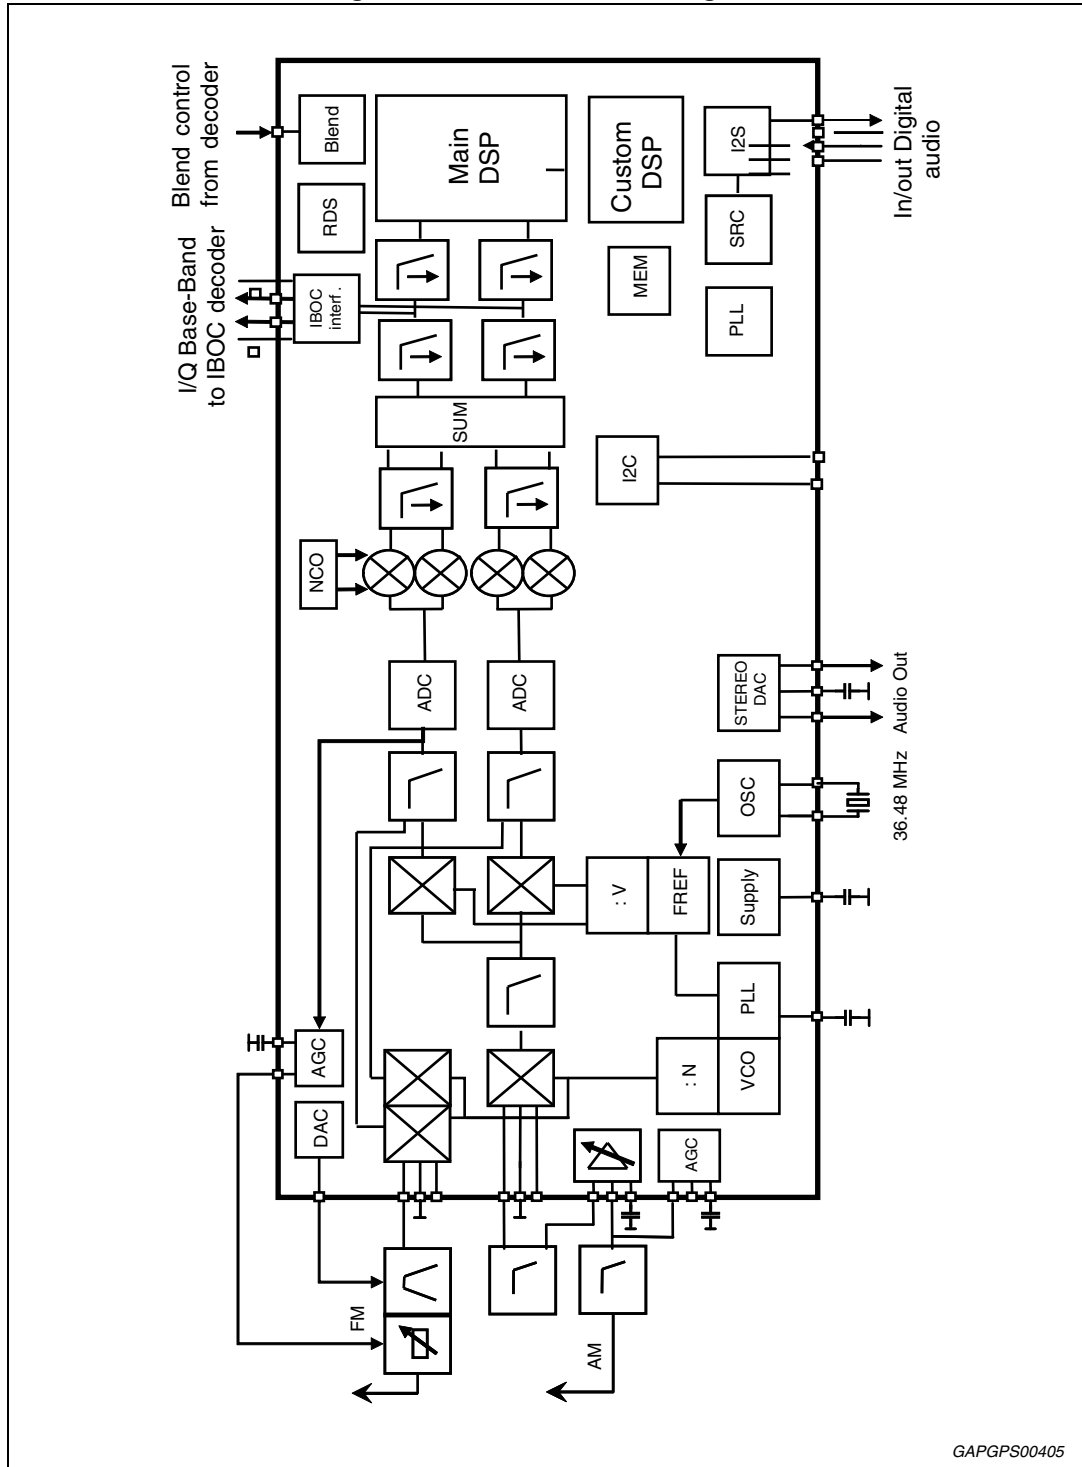 Blend control
from decoder
I/Q Base-Band
to IBOC decoder
Blend
RDS
IBOC
interf.
Main
DSP
Custom
DSP
MEM
I2S
SRC
PLL
In/out Digital
audio
SUM
I2C
NCO
ADC
ADC
STEREO
DAC
Audio Out
OSC
36.48 MHz
: V
FREF
Supply
PLL
VCO
: N
AGC
DAC
AGC
FM
AM
GAPGPS00405